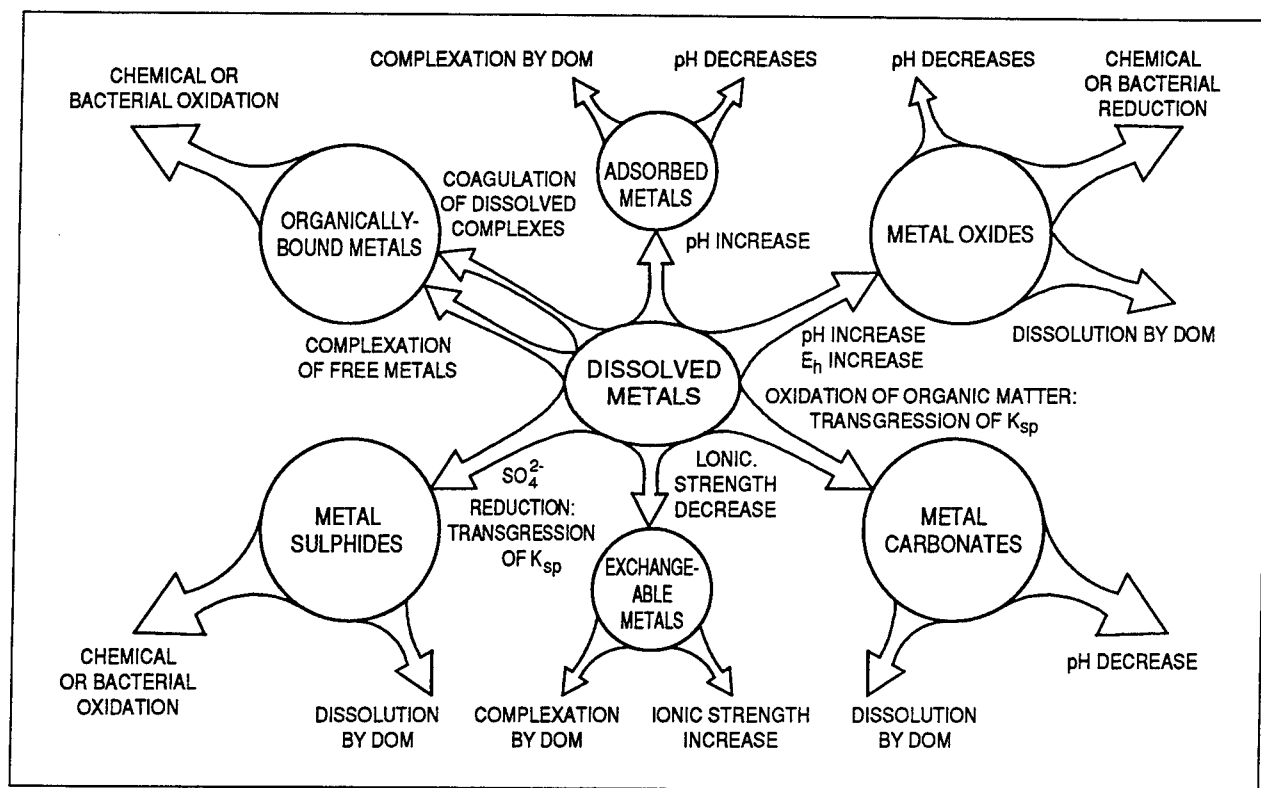 COMPLEXATION BY DOM
pH DECREASES
pH DECREASES
CHEMICAL
OR BACTERIAL
REDUCTION
CHEMICAL OR
BACTERIAL OXIDATION
ADSORBED
METALS
COAGULATION
OF DISSOLVED
COMPLEXES
ORGANICALLY-
BOUND METALS
METAL OXIDES
pH INCREASE
DISSOLUTION BY DOM
COMPLEXATION
OF FREE METALS
pH INCREASE
Eh INCREASE
DISSOLVED
METALS
OXIDATION OF ORGANIC MATTER:
TRANSGRESSION OF Ksp
SO4 2-
REDUCTION:
TRANSGRESSION
OF Ksp
LONIC.
STRENGTH
DECREASE
METAL
SULPHIDES
METAL
CARBONATES
EXCHANGE-
ABLE
METALS
CHEMICAL
OR BACTERIAL
OXIDATION
pH DECREASE
DISSOLUTION
BY DOM
COMPLEXATION
BY DOM
IONIC STRENGTH
INCREASE
DISSOLUTION
BY DOM